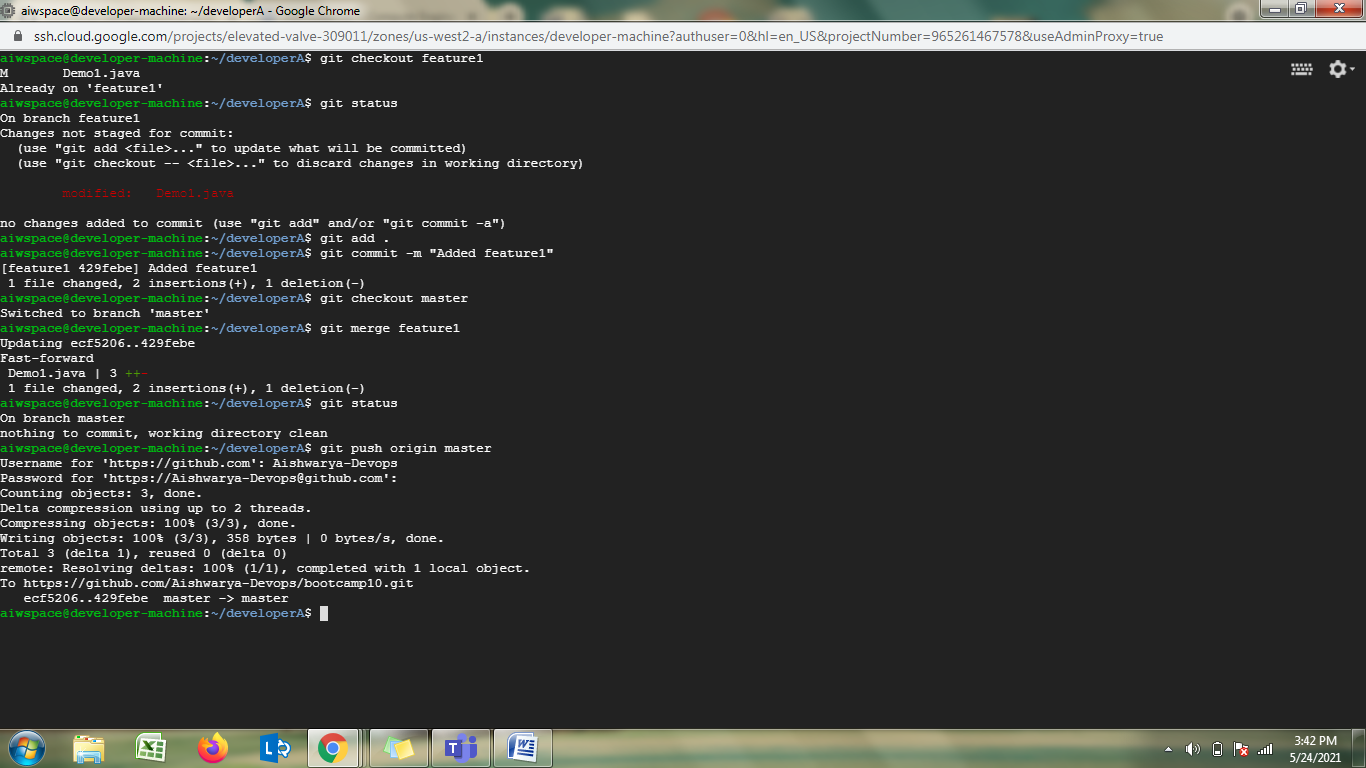 aiwspace@developer-machine: ~/developerA - Google Chrome
ssh.cloud.google.com/projects/elevated-valve-309011/zones/us-west2-a/instances/developer-machine?authuser=0&hl=en_US&projectNumber=965261467578&useAdminProxy=true
aiwspace@developer-machine:~/developerA$ git checkout feature1
M       Demo1.java
Already on 'feature1'
aiwspace@developer-machine:~/developerA$ git status
On branch feature1
Changes not staged for commit:
  (use "git add <file>..." to update what will be committed)
  (use "git checkout -- <file>..." to discard changes in working directory)
        modified:   Demo1.java
no changes added to commit (use "git add" and/or "git commit -a")
aiwspace@developer-machine:~/developerA$ git add .
aiwspace@developer-machine:~/developerA$ git commit -m "Added feature1"
[feature1 429febe] Added feature1
 1 file changed, 2 insertions(+), 1 deletion(-)
aiwspace@developer-machine:~/developerA$ git checkout master
Switched to branch 'master'
aiwspace@developer-machine:~/developerA$ git merge feature1
Updating ecf5206..429febe
Fast-forward
 Demo1.java | 3 ++-
 1 file changed, 2 insertions(+), 1 deletion(-)
aiwspace@developer-machine:~/developerA$ git status
On branch master
nothing to commit, working directory clean
aiwspace@developer-machine:~/developerA$ git push origin master
Username for 'https://github.com': Aishwarya-Devops
Password for 'https://Aishwarya-Devops@github.com':
Counting objects: 3, done.
Delta compression using up to 2 threads.
Compressing objects: 100% (3/3), done.
Writing objects: 100% (3/3), 358 bytes | 0 bytes/s, done.
Total 3 (delta 1), reused 0 (delta 0)
remote: Resolving deltas: 100% (1/1), completed with 1 local object.
To https://github.com/Aishwarya-Devops/bootcamp10.git
   ecf5206..429febe  master -> master
aiwspace@developer-machine:~/developerA$
3:42 PM
5/24/2021